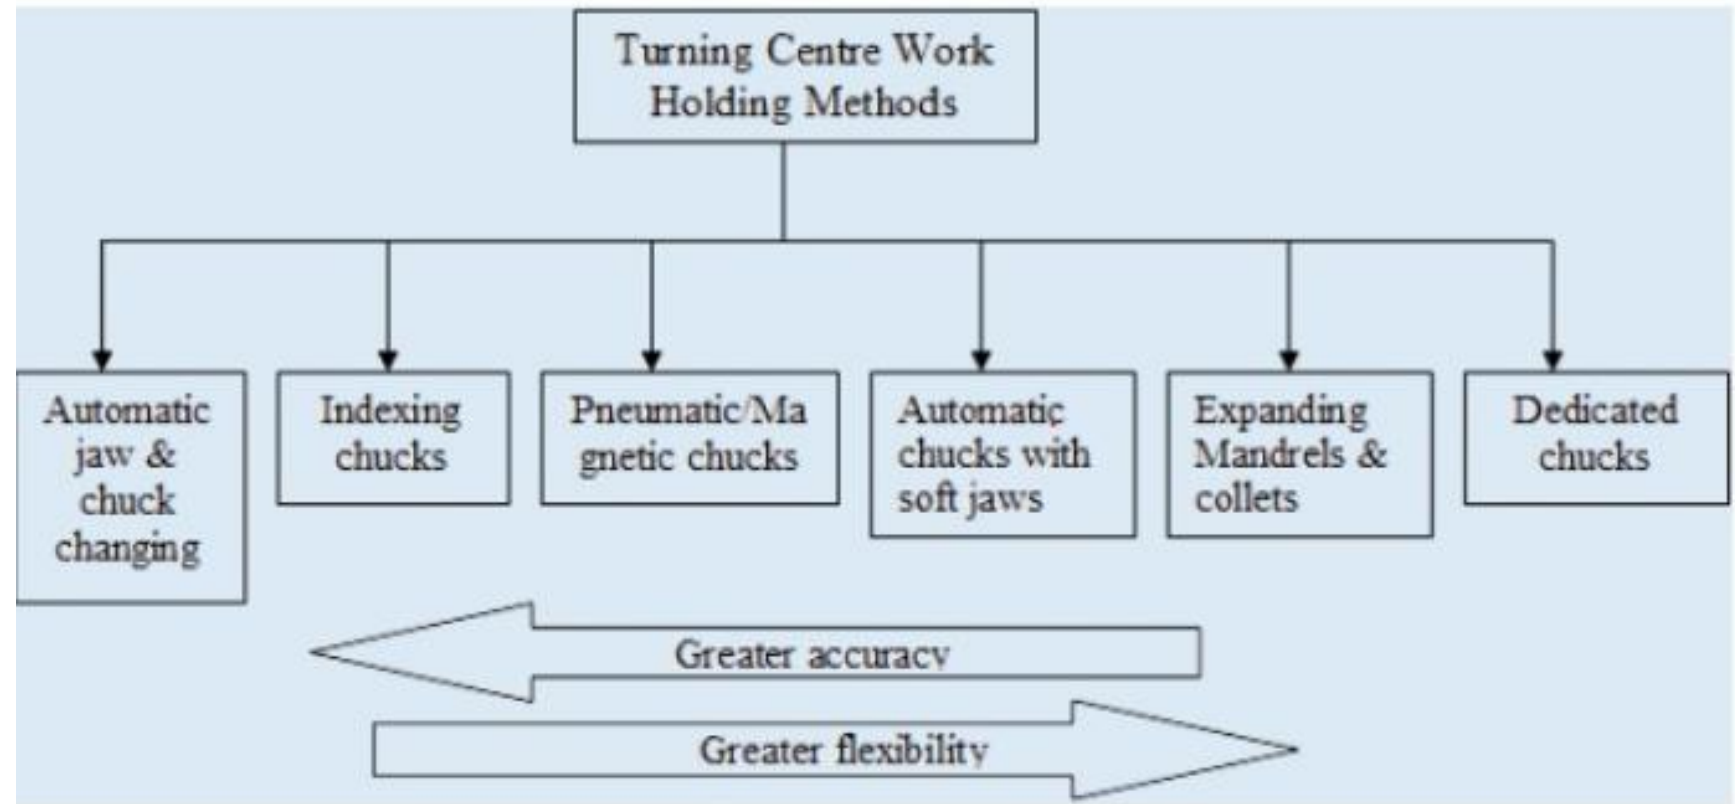 Turning Centre Work
Holding Methods
Automatic
jaw &
chuck
changing
Indexing
chucks
Pneumatic/Ma
gnetic chucks
Automatic
chucks with
soft jaws
Expanding
Mandrels &
collets
Dedicated
chucks
Greater accuracy
Greater flexibility